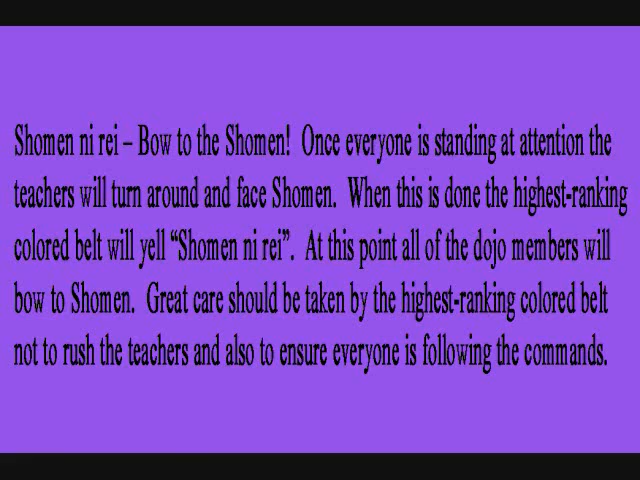 Shomen ni rei – Bow to the Shomen!  Once everyone is standing at attention the
teachers will turn around and face Shomen.  When this is done the highest-ranking
colored belt will yell “Shomen ni rei”.  At this point all of the dojo members will
bow to Shomen.  Great care should be taken by the highest-ranking colored belt
not to rush the teachers and also to ensure everyone is following the commands.